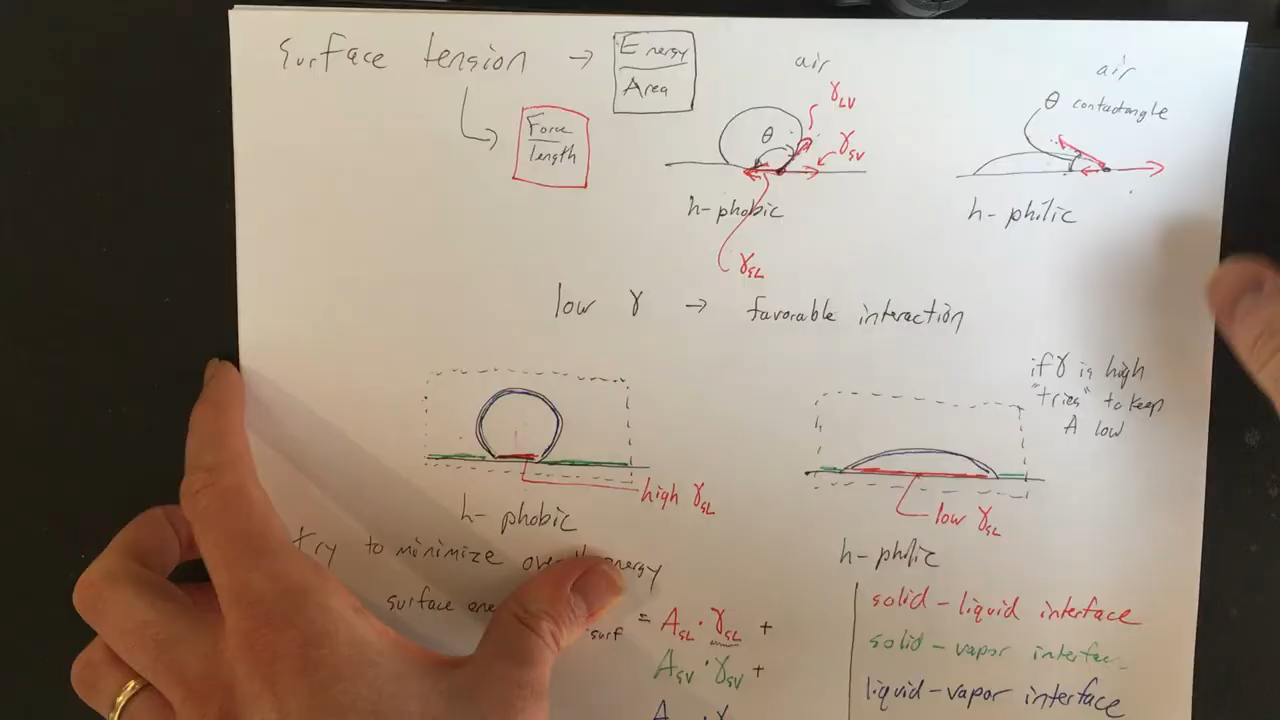 surface tension → Energy
Area
Force
length
air
θ
γLV
γSV
h-phobic
γSL
air
θ contact angle
h-philic
low γ → favorable interaction
if γ is high
"tries" to keep
A low
high γSL
h-phobic
low γSL
h-philic
try to minimize energy
surface
surf = ASL · γSL +
ASV · γSV +
solid-liquid interface
solid-vapor
liquid-vapor interface